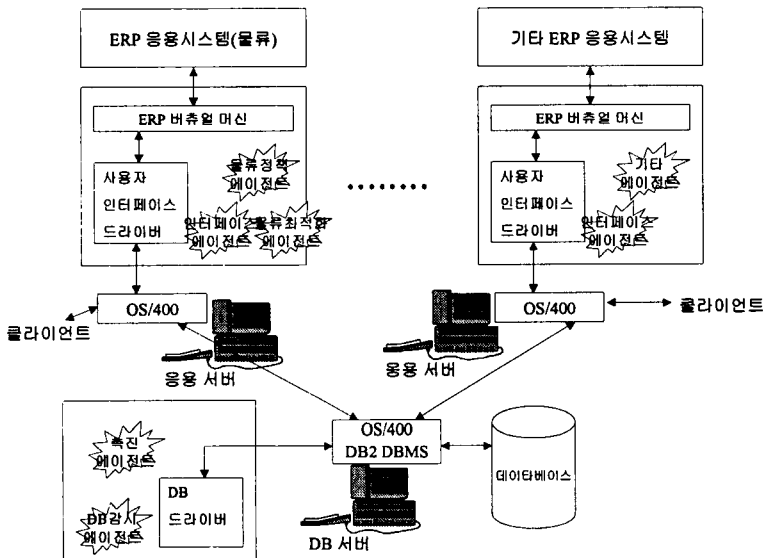 ERP 응용시스템(물류)
기타 ERP 응용시스템
ERP 버츄얼 머신
ERP 버츄얼 머신
사용자
인터페이스
드라이버
물류정책
에이전트
인터페이스
에이전트
물류최적화
에이전트
사용자
인터페이스
드라이버
기타
에이전트
인터페이스
에이전트
OS/400
OS/400
클라이언트
클라이언트
응용 서버
응용 서버
OS/400
DB2 DBMS
데이타베이스
촉진
에이전트
DB감시
에이전트
DB
드라이버
DB 서버